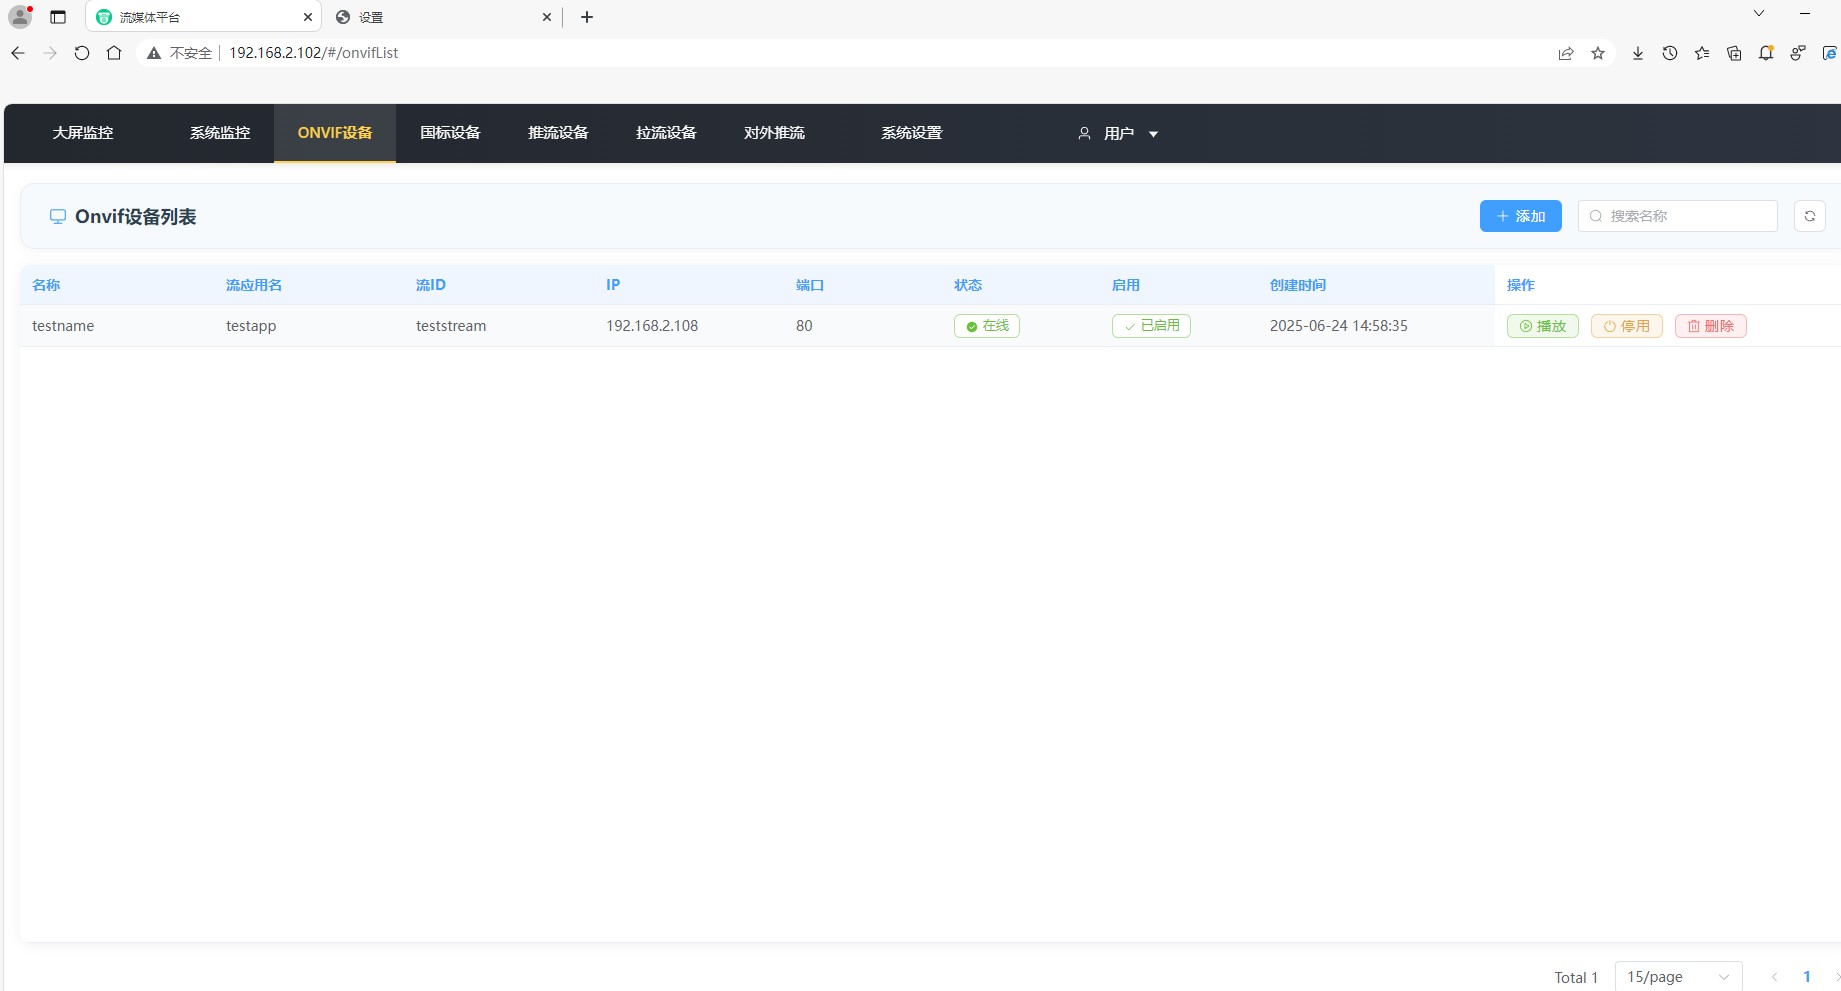 流媒体平台
设置
不安全
192.168.2.102/#/onvifList
大屏监控
系统监控
ONVIF设备
国标设备
推流设备
拉流设备
对外推流
系统设置
用户
Onvif设备列表
添加
搜索名称
名称 流应用名 流ID IP 端口 状态 启用 创建时间 操作
testname testapp teststream 192.168.2.108 80 在线 已启用 2025-06-24 14:58:35 播放 停用 删除
Total 1 15/page 1